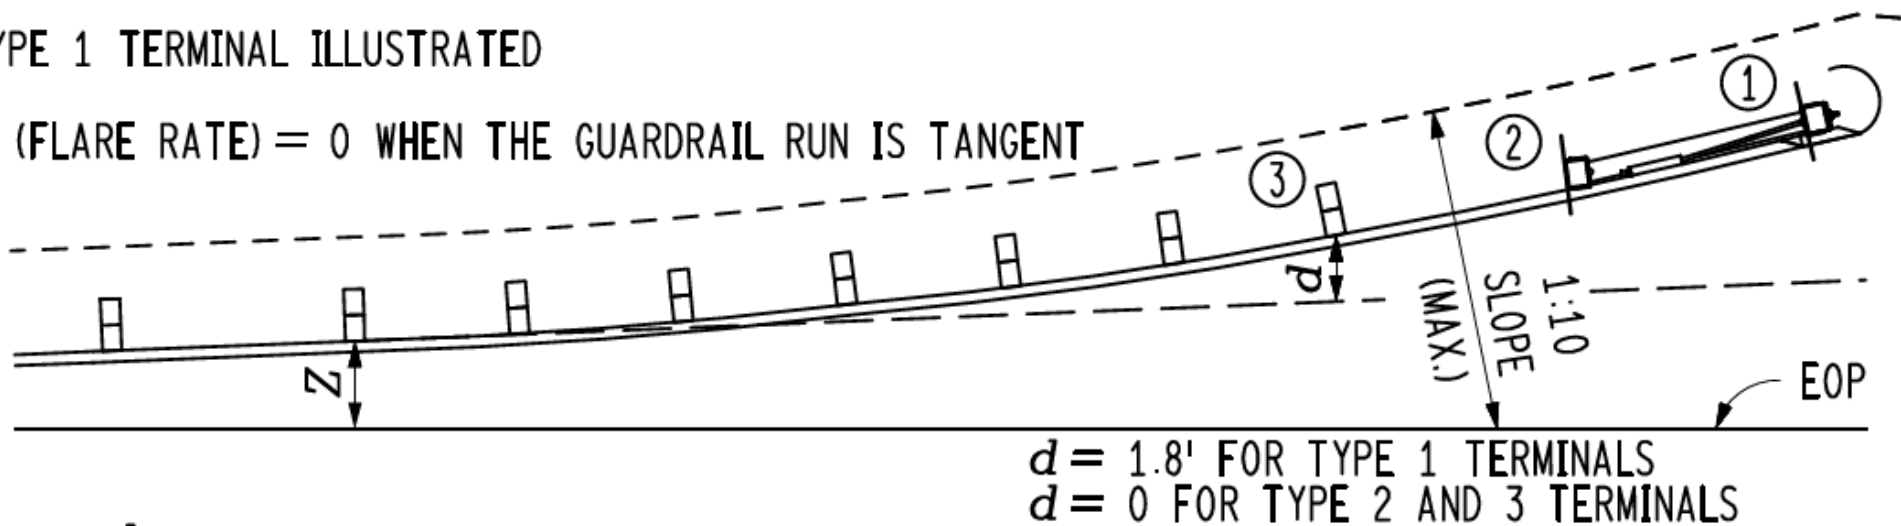 YPE 1 TERMINAL ILLUSTRATED
(FLARE RATE) = 0 WHEN THE GUARDRAIL RUN IS TANGENT
1
2
3
d
Z
1:10
SLOPE
(MAX.)
EOP
d = 1.8' FOR TYPE 1 TERMINALS
d = 0 FOR TYPE 2 AND 3 TERMINALS